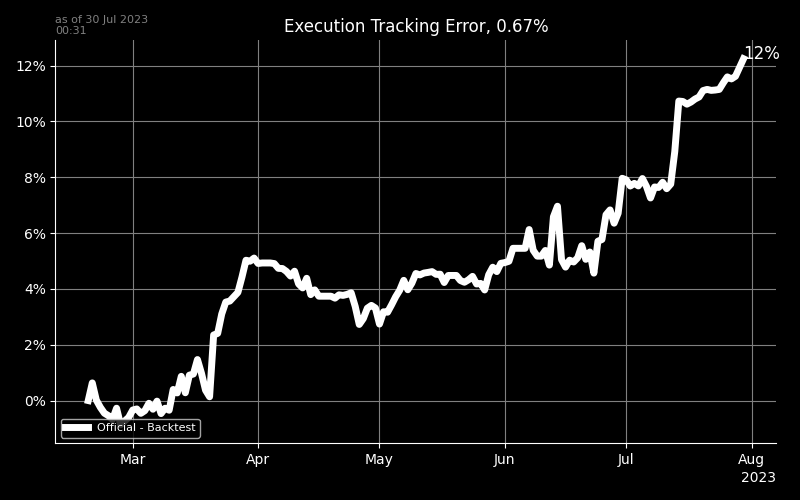 as of 30 Jul 2023
00:31
Execution Tracking Error, 0.67%
12%
12%
10%
8%
6%
4%
2%
0%
Official - Backtest
Mar Apr May Jun Jul Aug
2023